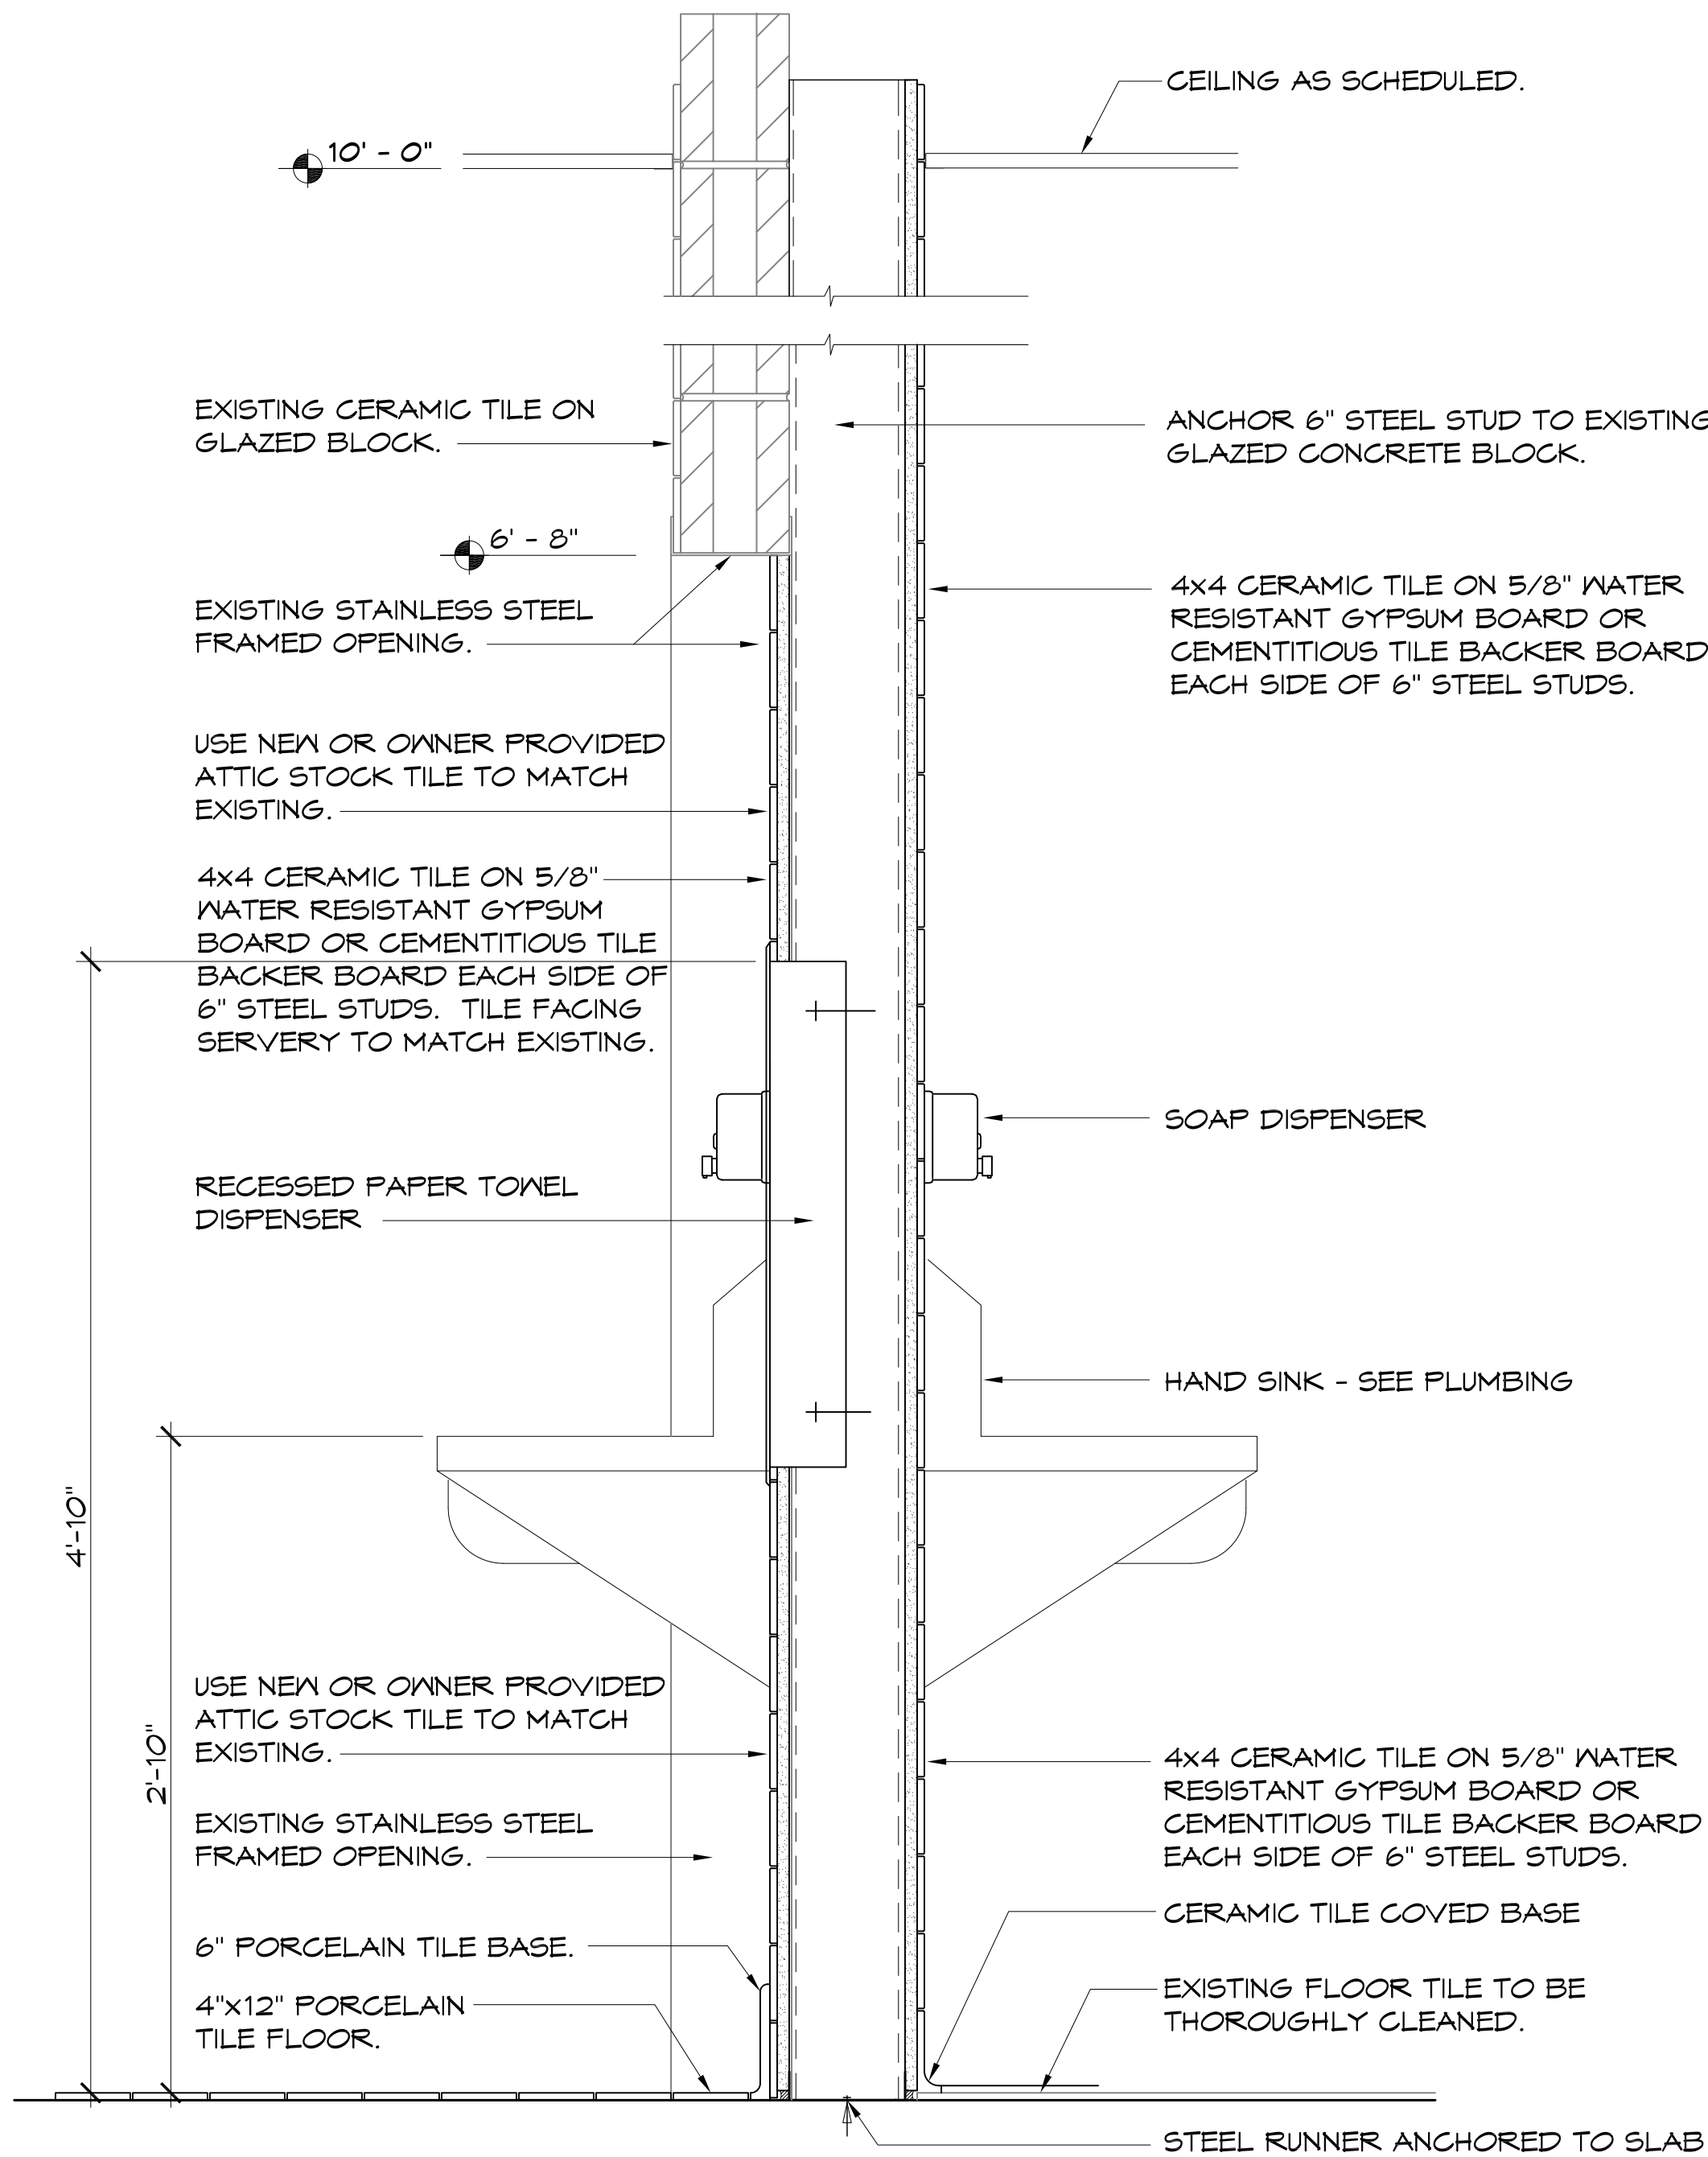 CEILING AS SCHEDULED.
10' - 0"
EXISTING CERAMIC TILE ON
GLAZED BLOCK.
6' - 8"
EXISTING STAINLESS STEEL
FRAMED OPENING.
USE NEW OR OWNER PROVIDED
ATTIC STOCK TILE TO MATCH
EXISTING.
4x4 CERAMIC TILE ON 5/8"
WATER RESISTANT GYPSUM
BOARD OR CEMENTITIOUS TILE
BACKER BOARD EACH SIDE OF
6" STEEL STUDS. TILE FACING
SERVERY TO MATCH EXISTING.
RECESSED PAPER TOWEL
DISPENSER
4'-10"
2'-10"
USE NEW OR OWNER PROVIDED
ATTIC STOCK TILE TO MATCH
EXISTING.
EXISTING STAINLESS STEEL
FRAMED OPENING.
6" PORCELAIN TILE BASE.
4"x12" PORCELAIN
TILE FLOOR.
ANCHOR 6" STEEL STUD TO EXISTING
GLAZED CONCRETE BLOCK.
4x4 CERAMIC TILE ON 5/8" WATER
RESISTANT GYPSUM BOARD OR
CEMENTITIOUS TILE BACKER BOARD
EACH SIDE OF 6" STEEL STUDS.
SOAP DISPENSER
HAND SINK - SEE PLUMBING
4x4 CERAMIC TILE ON 5/8" WATER
RESISTANT GYPSUM BOARD OR
CEMENTITIOUS TILE BACKER BOARD
EACH SIDE OF 6" STEEL STUDS.
CERAMIC TILE COVED BASE
EXISTING FLOOR TILE TO BE
THOROUGHLY CLEANED.
STEEL RUNNER ANCHORED TO SLAB